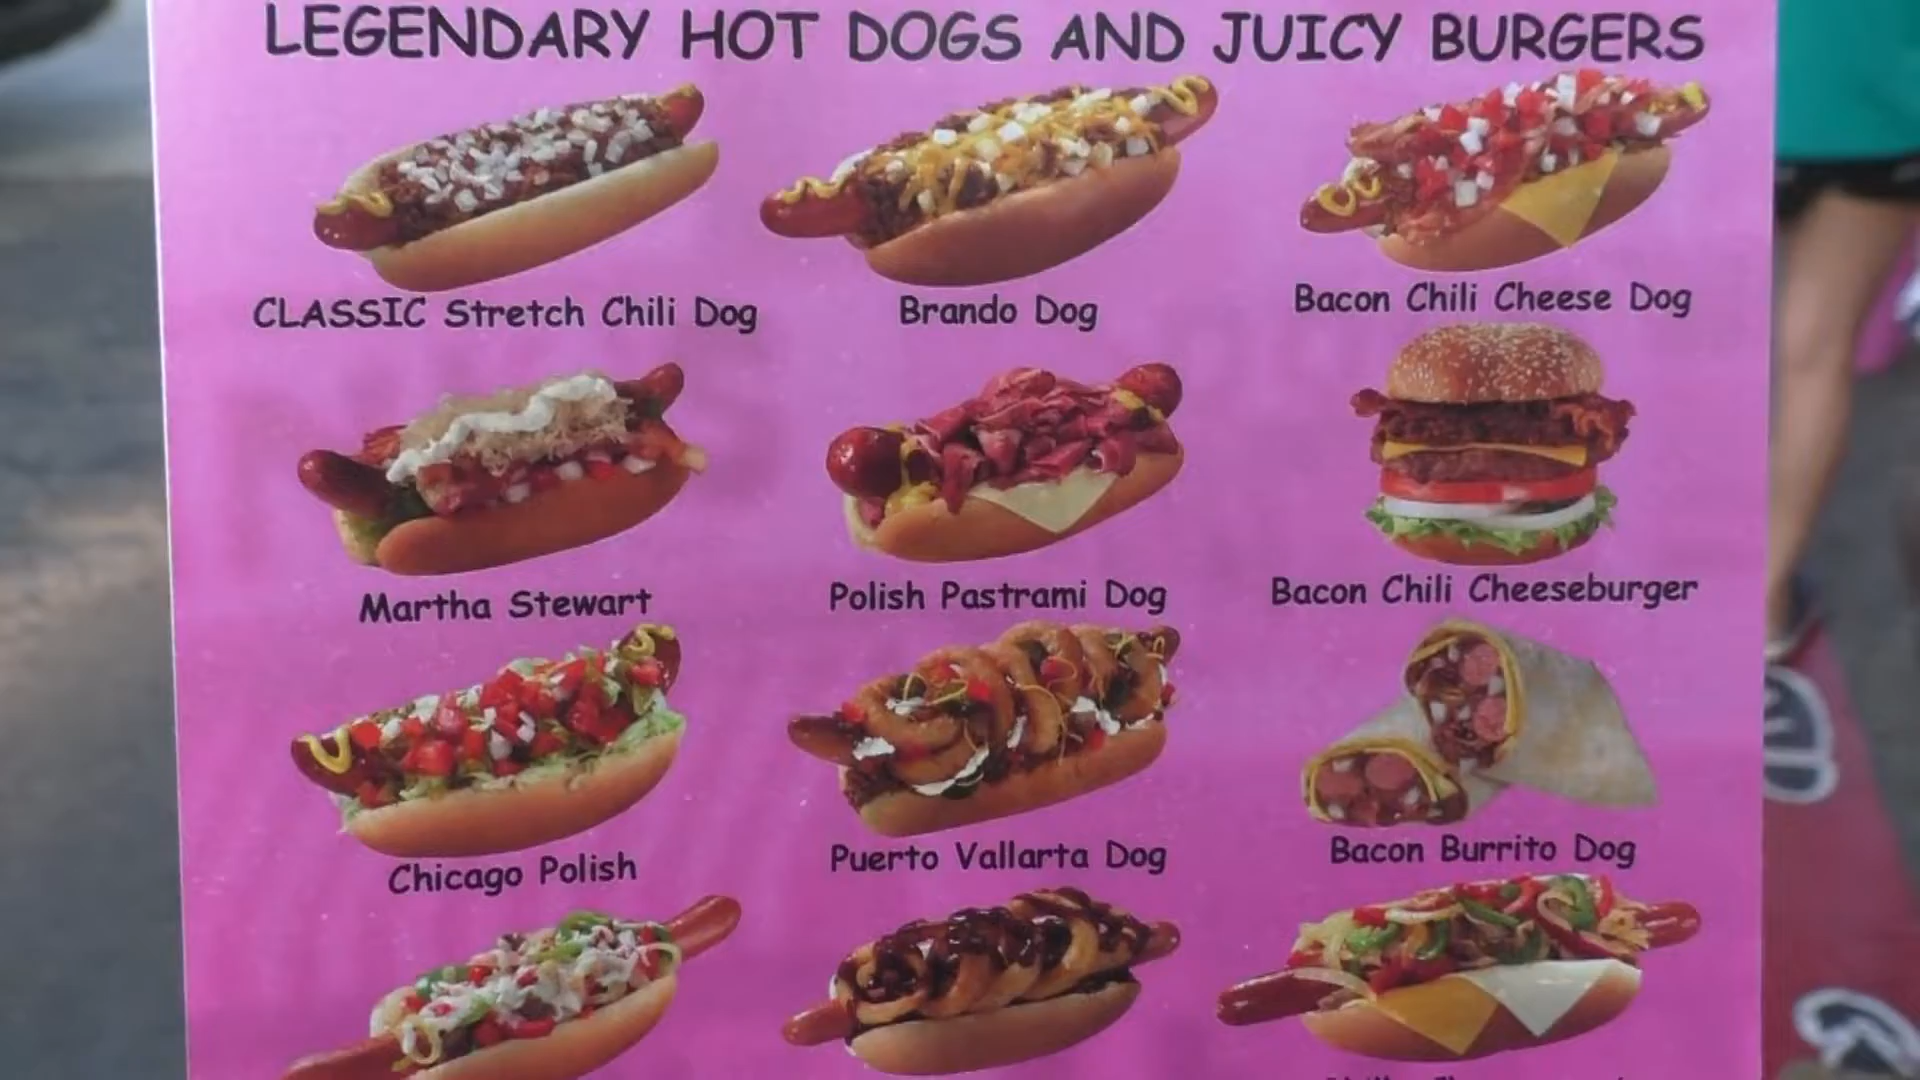 LEGENDARY HOT DOGS AND JUICY BURGERS
CLASSIC Stretch Chili Dog
Brando Dog
Bacon Chili Cheese Dog
Martha Stewart
Polish Pastrami Dog
Bacon Chili Cheeseburger
Chicago Polish
Puerto Vallarta Dog
Bacon Burrito Dog